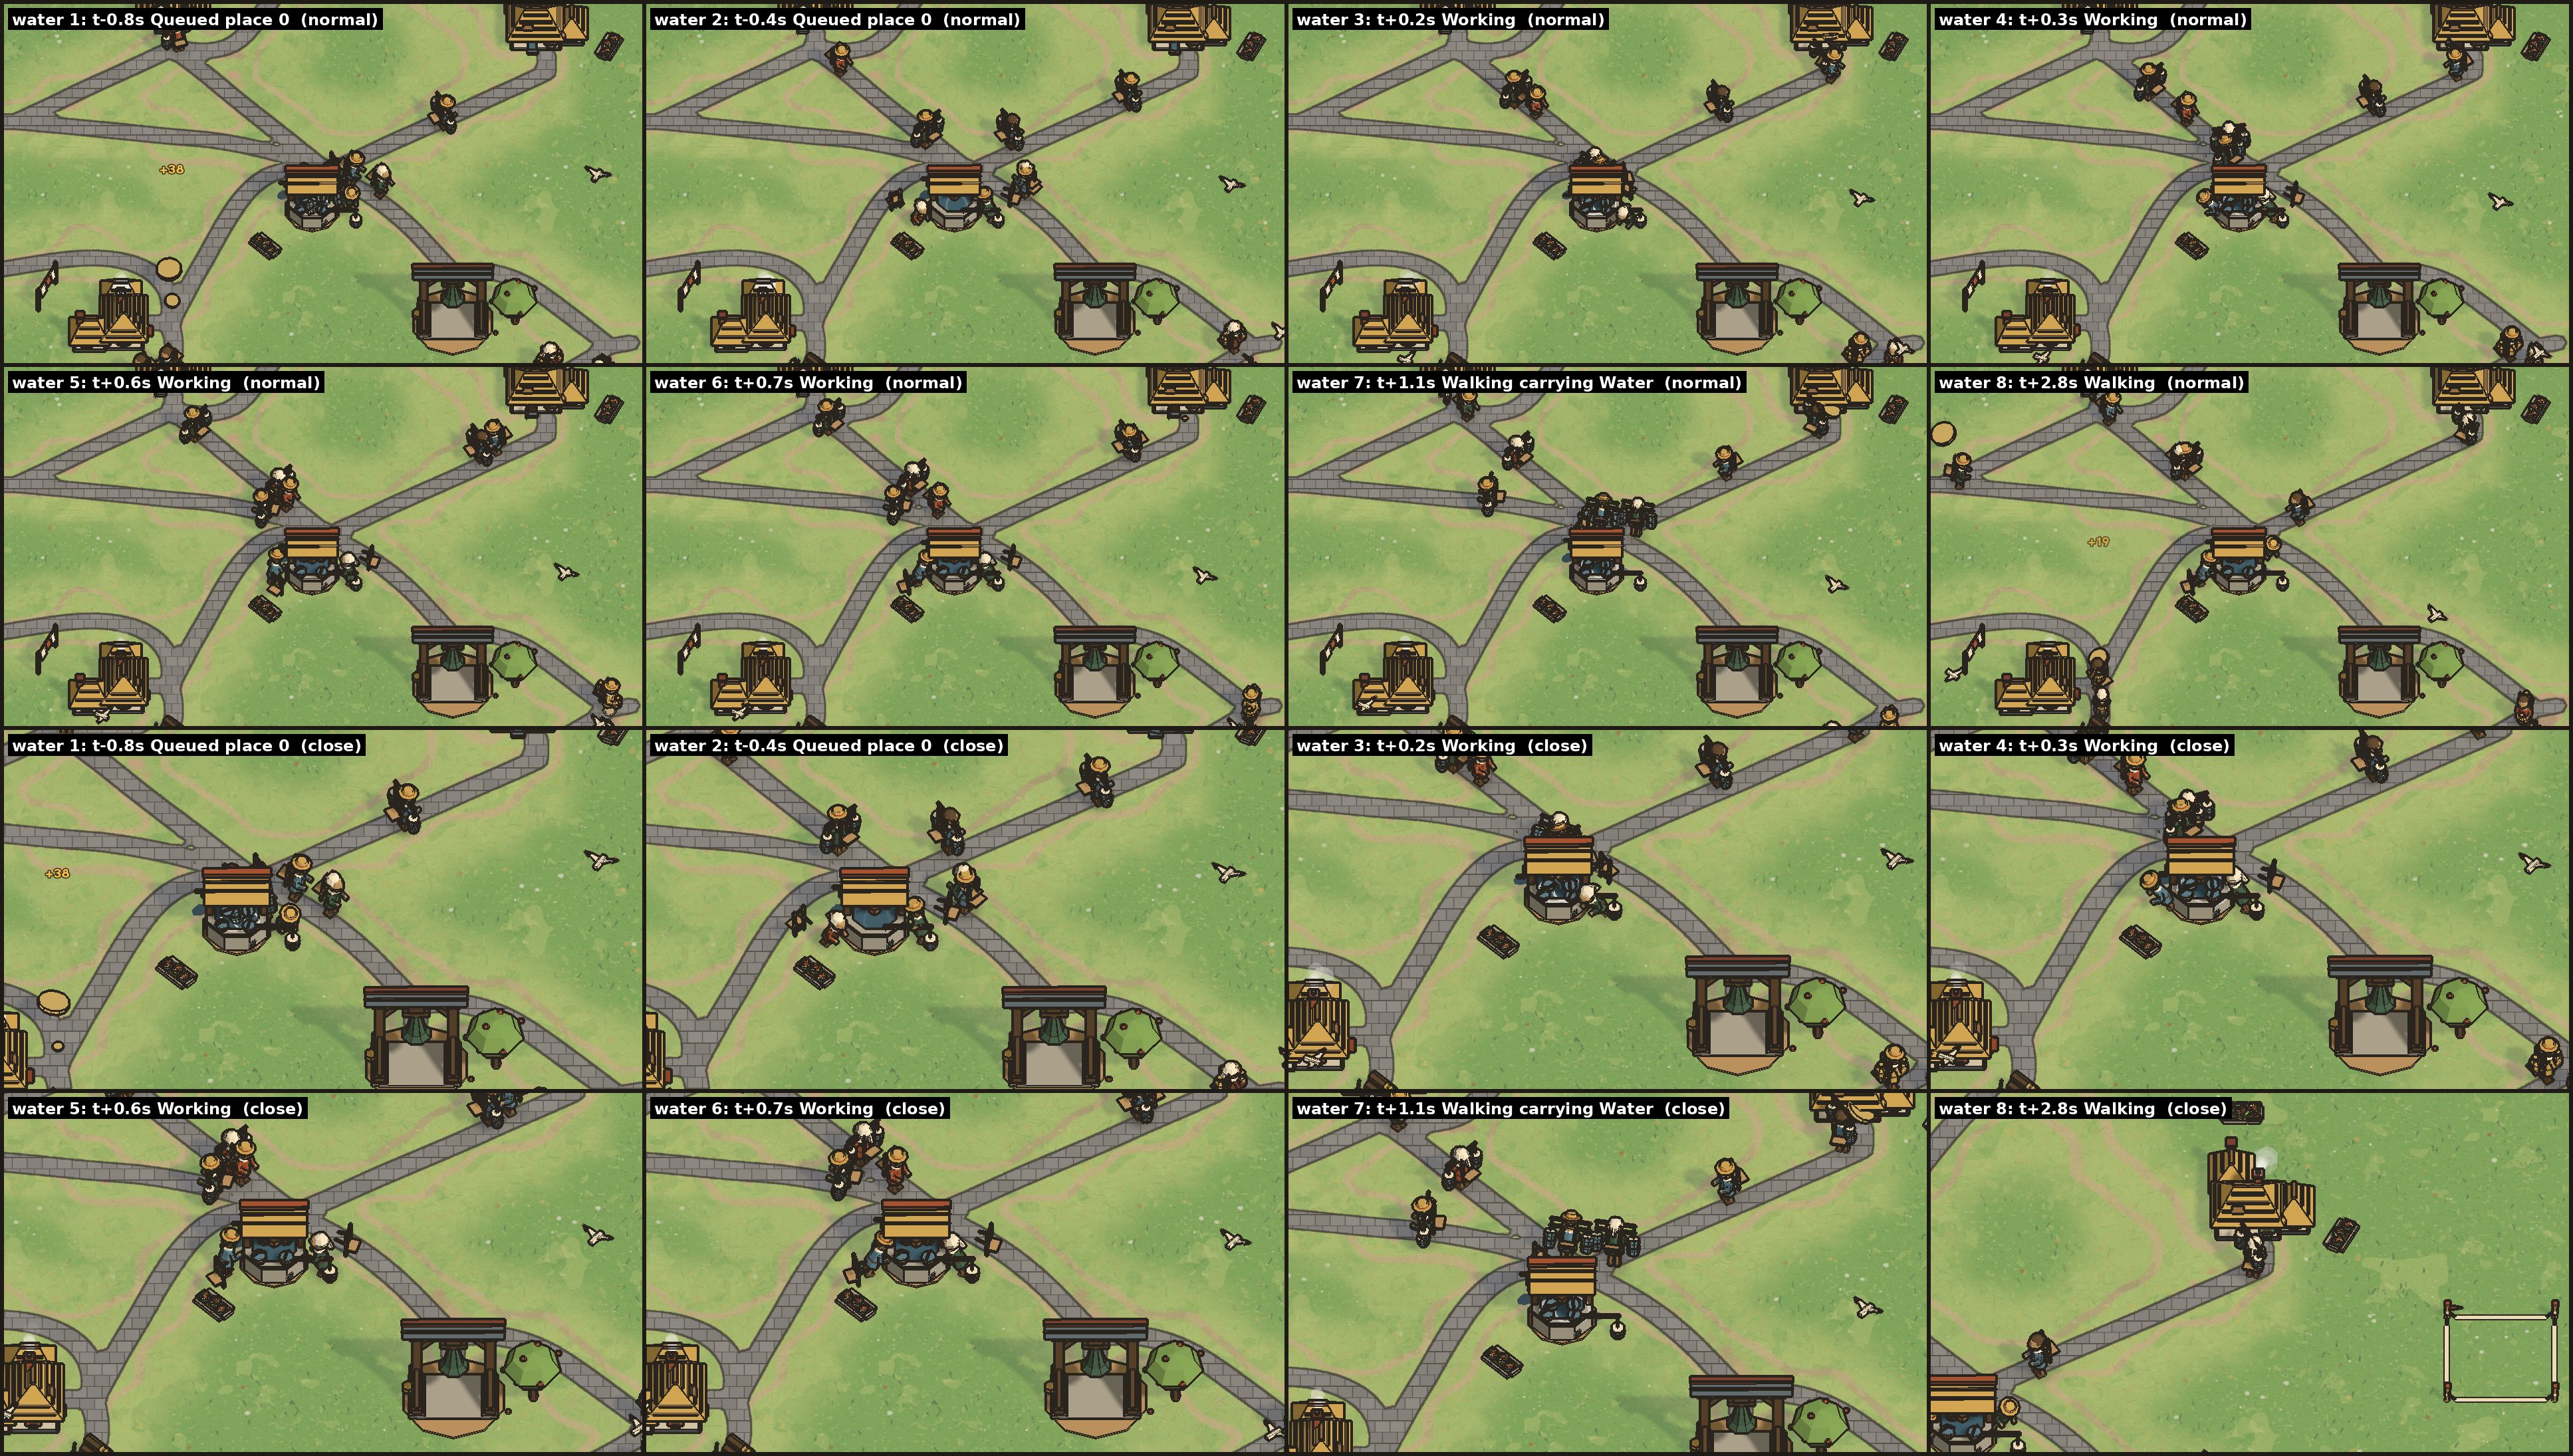 water 1: t-0.8s Queued place 0 (normal)
water 2: t-0.4s Queued place 0 (normal)
water 3: t+0.2s Working (normal)
water 4: t+0.3s Working (normal)
+38
water 5: t+0.6s Working (normal)
water 6: t+0.7s Working (normal)
water 7: t+1.1s Walking carrying Water (normal)
water 8: t+2.8s Walking (normal)
+19
water 1: t-0.8s Queued place 0 (close)
water 2: t-0.4s Queued place 0 (close)
water 3: t+0.2s Working (close)
water 4: t+0.3s Working (close)
+38
water 5: t+0.6s Working (close)
water 6: t+0.7s Working (close)
water 7: t+1.1s Walking carrying Water (close)
water 8: t+2.8s Walking (close)